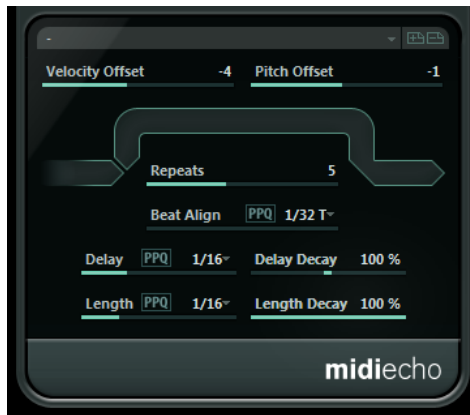 -
Velocity Offset -4 Pitch Offset -1
Repeats 5
Beat Align PPQ 1/32 T
Delay PPQ 1/16 Delay Decay 100 %
Length PPQ 1/16 Length Decay 100 %
midiecho